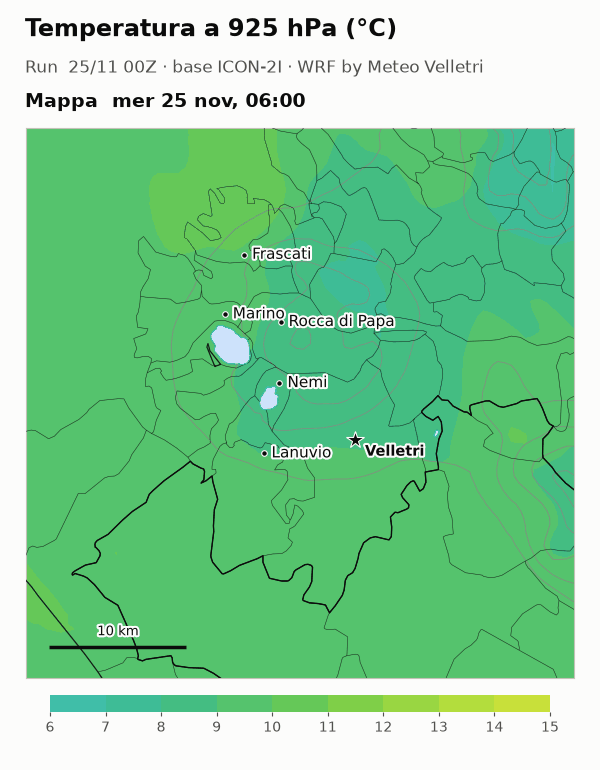 Temperatura a 925 hPa (°C)
Run  25/11 00Z · base ICON-2I · WRF by Meteo Velletri
Mappa  mer 25 nov, 06:00
Frascati
Marino
Rocca di Papa
Nemi
Velletri
Lanuvio
10 km
6 7 8 9 10 11 12 13 14 15